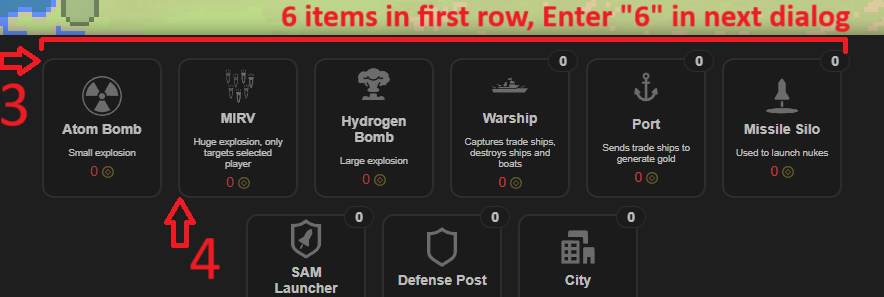 6 items in first row, Enter "6" in next dialog
3
0
0
0
Atom Bomb
Small explosion
0
MIRV
Huge explosion, only
targets selected
player
0
Hydrogen
Bomb
Large explosion
0
Warship
Captures trade ships,
destroys ships and
boats
0
Port
Sends trade ships to
generate gold
0
Missile Silo
Used to launch nukes
0
4
0
0
0
SAM
Launcher
Defense Post
City